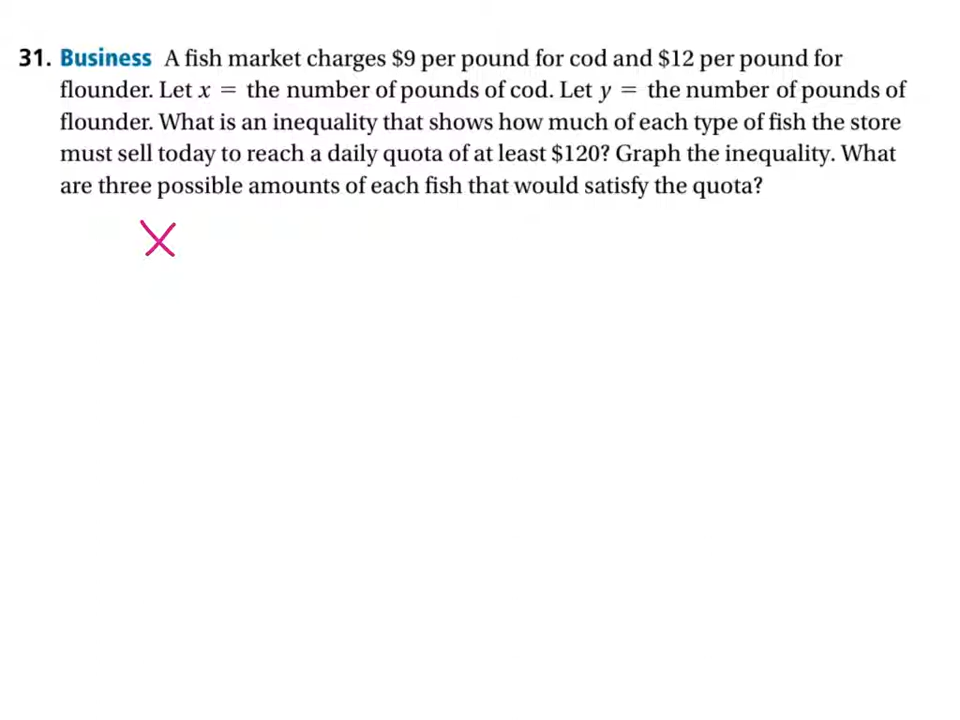 31. Business A fish market charges $9 per pound for cod and $12 per pound for
flounder. Let x = the number of pounds of cod. Let y = the number of pounds of
flounder. What is an inequality that shows how much of each type of fish the store
must sell today to reach a daily quota of at least $120? Graph the inequality. What
are three possible amounts of each fish that would satisfy the quota?
X